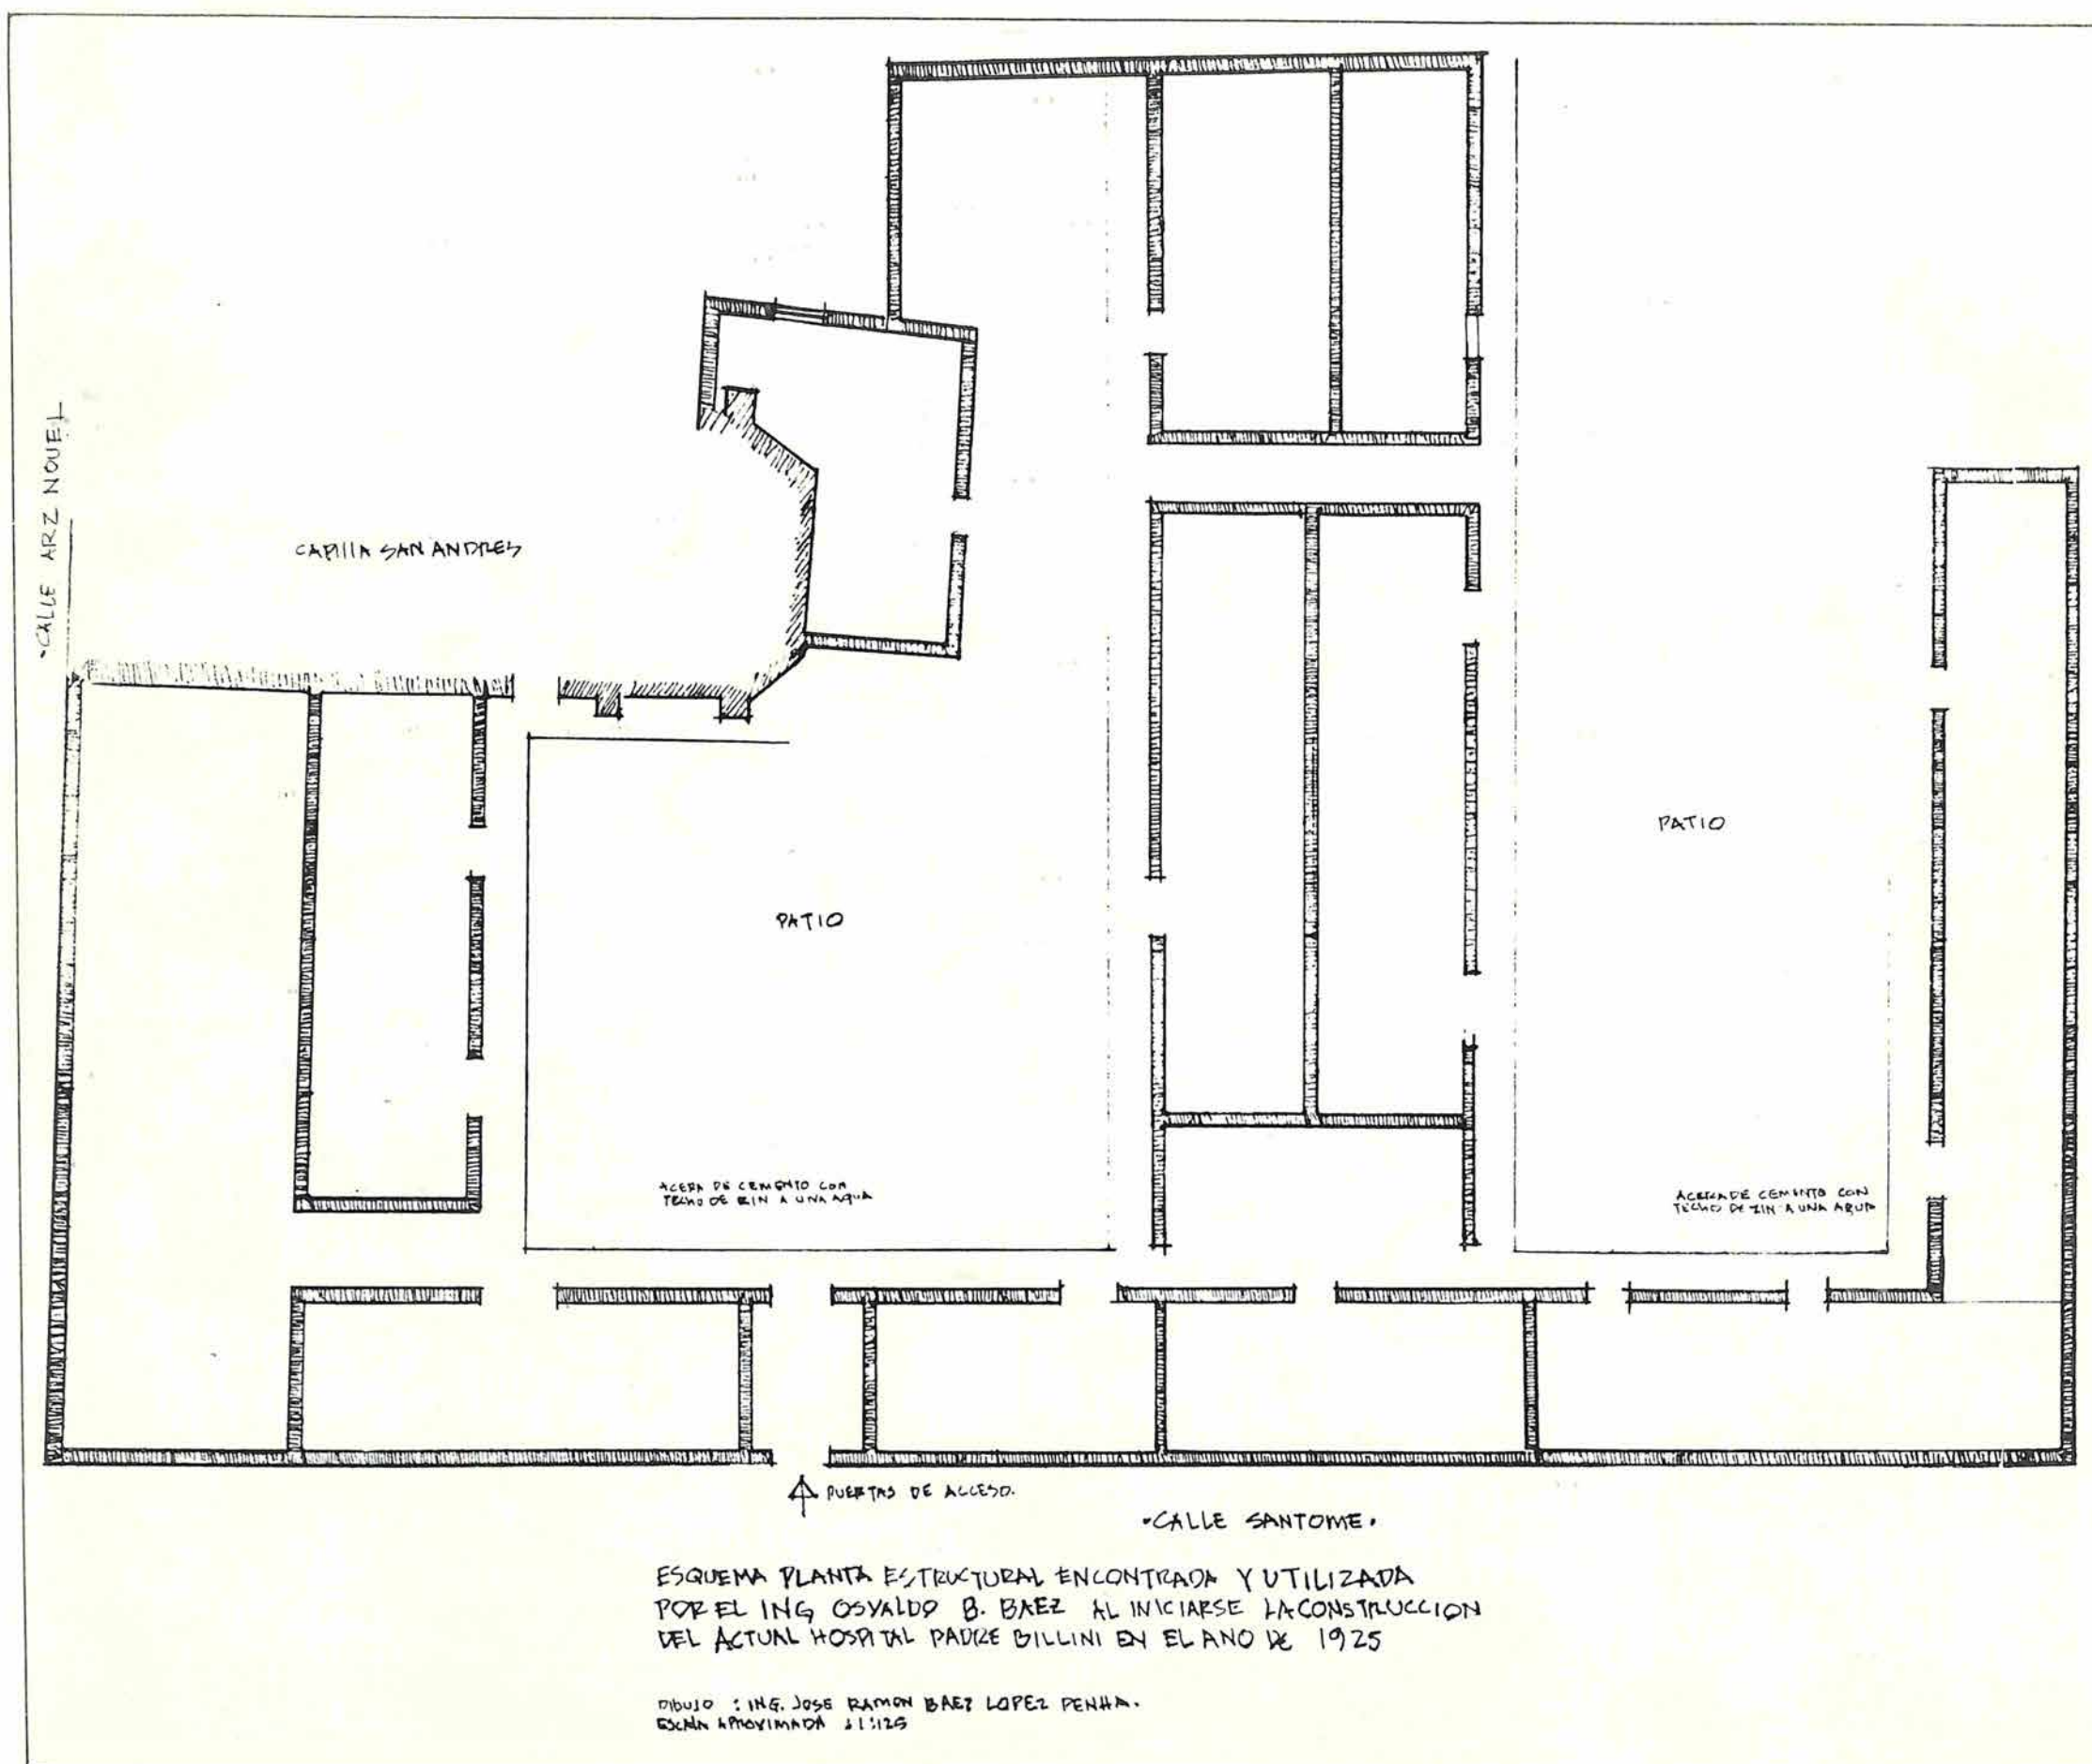 ·CALLE ARZ NOUEL
CAPILLA SAN ANDRES
PATIO
PATIO
ACERA DE CEMENTO CON
TECHO DE ZIN A UNA AGUA
ACERA DE CEMENTO CON
TECHO DE ZIN A UNA AGUA
PUERTAS DE ACCESO.
·CALLE SANTOME.
ESQUEMA PLANTA ESTRUCTURAL ENCONTRADA Y UTILIZADA
POR EL ING OSVALDO B. BAEZ AL INICIARSE LA CONSTRUCCION
DEL ACTUAL HOSPITAL PADRE BILLINI EN EL ANO DE 1925
DIBUJO : ING. JOSE RAMON BAEZ LOPEZ PENHA.
ESCALA APROXIMADA 1:125